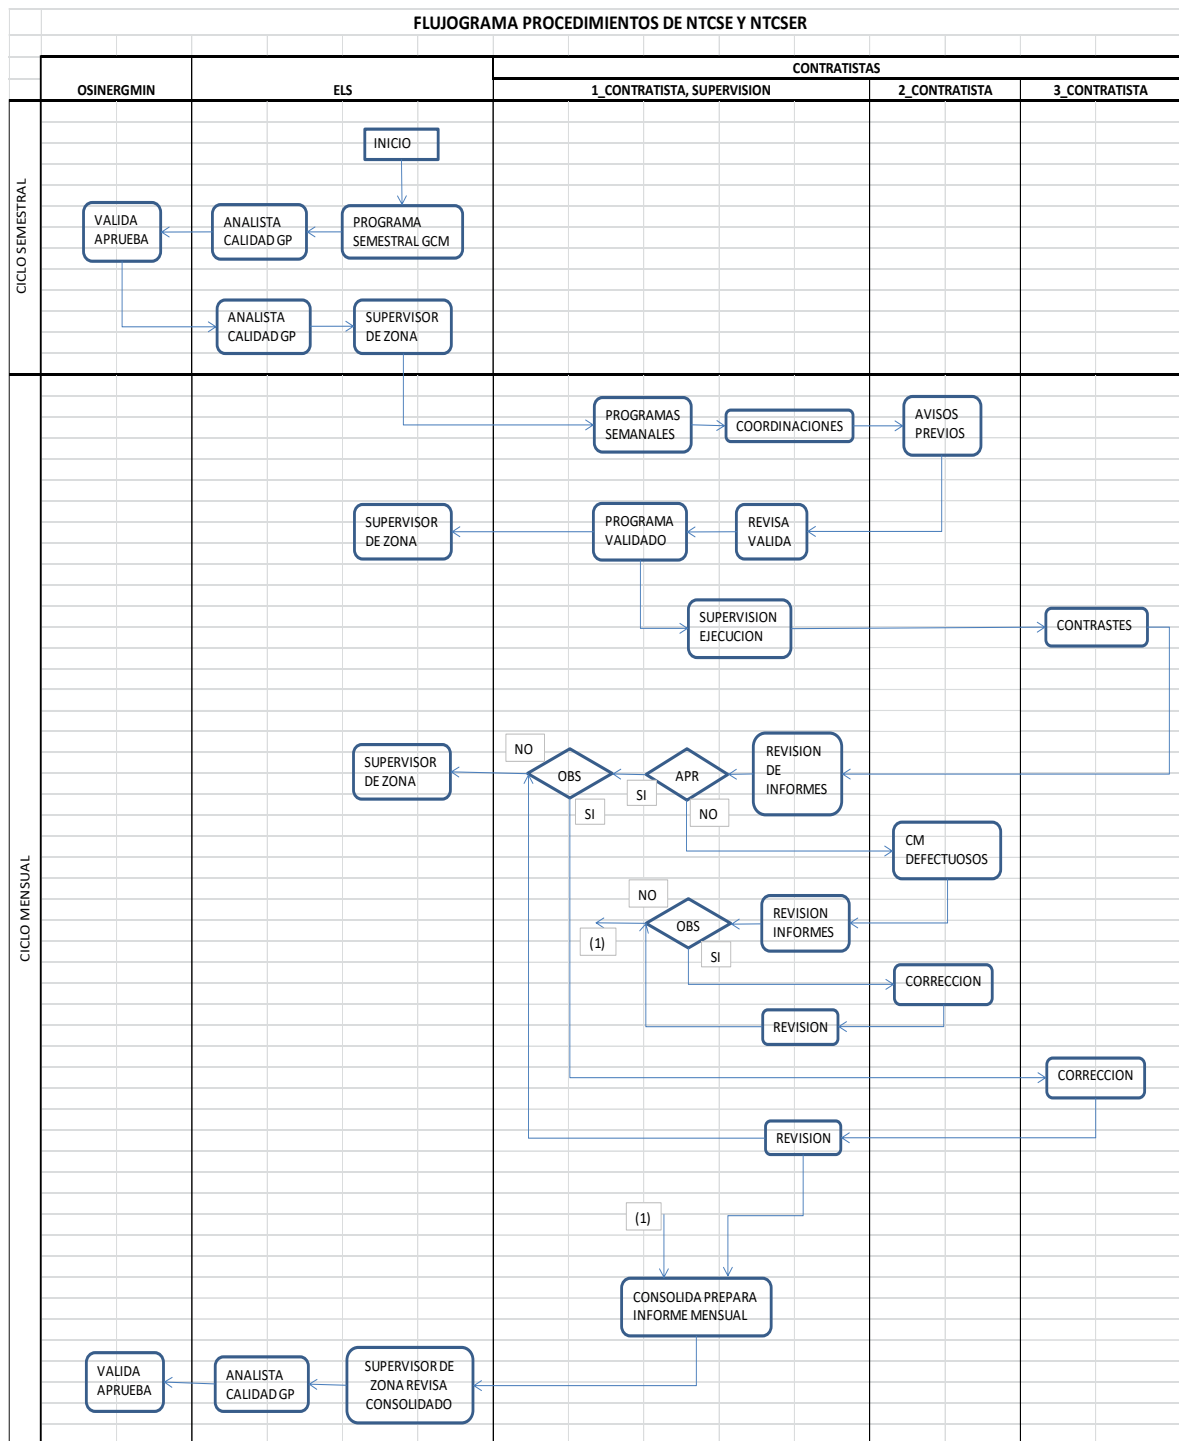 FLUJOGRAMA PROCEDIMIENTOS DE NTCSE Y NTCSER
CONTRATISTAS
OSINERGMIN
ELS
1_CONTRATISTA, SUPERVISION
2_CONTRATISTA
3_CONTRATISTA
CICLO SEMESTRAL
INICIO
VALIDA
APRUEBA
ANALISTA
CALIDAD GP
PROGRAMA
SEMESTRAL GCM
ANALISTA
CALIDAD GP
SUPERVISOR
DE ZONA
CICLO MENSUAL
PROGRAMAS
SEMANALES
COORDINACIONES
AVISOS
PREVIOS
SUPERVISOR
DE ZONA
PROGRAMA
VALIDADO
REVISA
VALIDA
SUPERVISION
EJECUCION
CONTRASTES
SUPERVISOR
DE ZONA
NO
OBS
SI
SI
APR
NO
REVISION
DE
INFORMES
CM
DEFECTUOSOS
NO
(1)
OBS
SI
REVISION
INFORMES
CORRECCION
REVISION
CORRECCION
REVISION
(1)
CONSOLIDA PREPARA
INFORME MENSUAL
VALIDA
APRUEBA
ANALISTA
CALIDAD GP
SUPERVISOR DE
ZONA REVISA
CONSOLIDADO